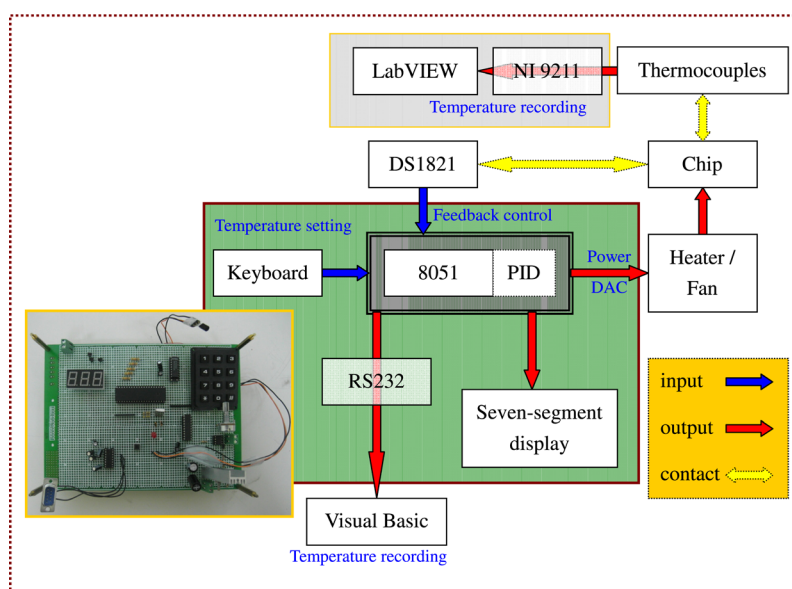 LabVIEW
NI 9211
Thermocouples
Temperature recording
DS1821
Chip
Temperature setting
Feedback control
Keyboard
8051
PID
Power
DAC
Heater /
Fan
RS232
Seven-segment
display
input
output
contact
Visual Basic
Temperature recording